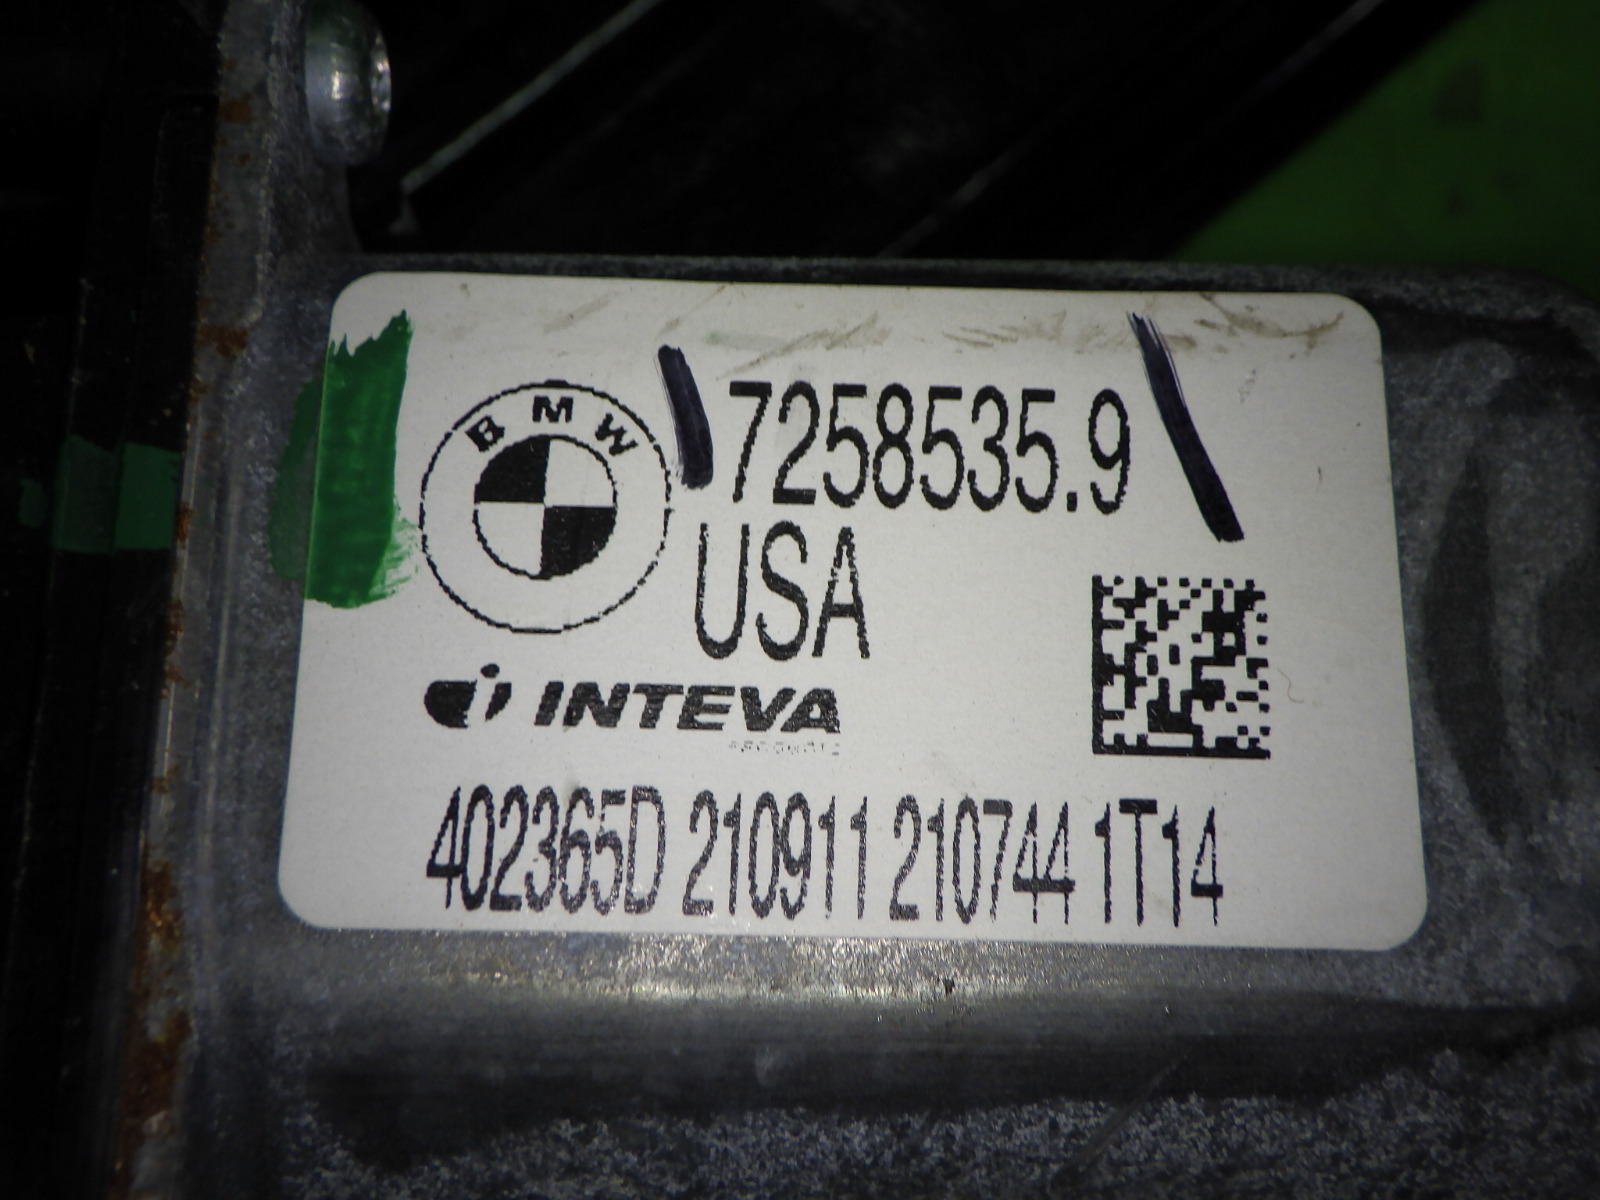 BMW
7258535.9
USA
INTEVA
402365D 210911 210744 1T14